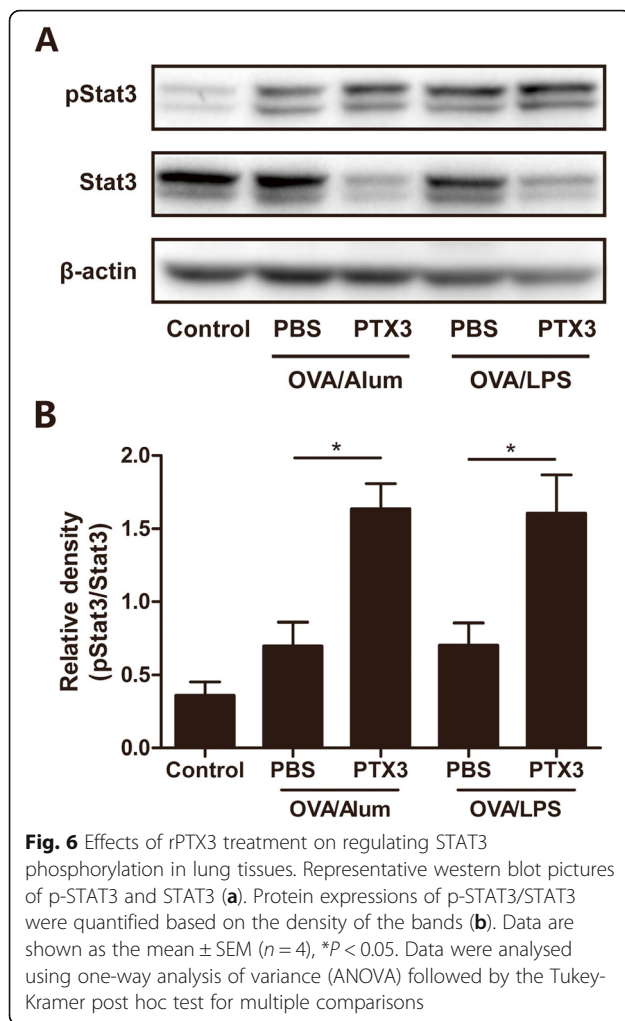 A
pStat3
Stat3
β-actin
Control PBS PTX3 PBS PTX3
OVA/Alum OVA/LPS
B
* *
2.0
1.5
1.0
0.5
0.0
Relative density
(pStat3/Stat3)
Control PBS PTX3 PBS PTX3
OVA/Alum OVA/LPS
Fig. 6 Effects of rPTX3 treatment on regulating STAT3
phosphorylation in lung tissues. Representative western blot pictures
of p-STAT3 and STAT3 (a). Protein expressions of p-STAT3/STAT3
were quantified based on the density of the bands (b). Data are
shown as the mean ± SEM (n = 4), *P < 0.05. Data were analysed
using one-way analysis of variance (ANOVA) followed by the Tukey-
Kramer post hoc test for multiple comparisons